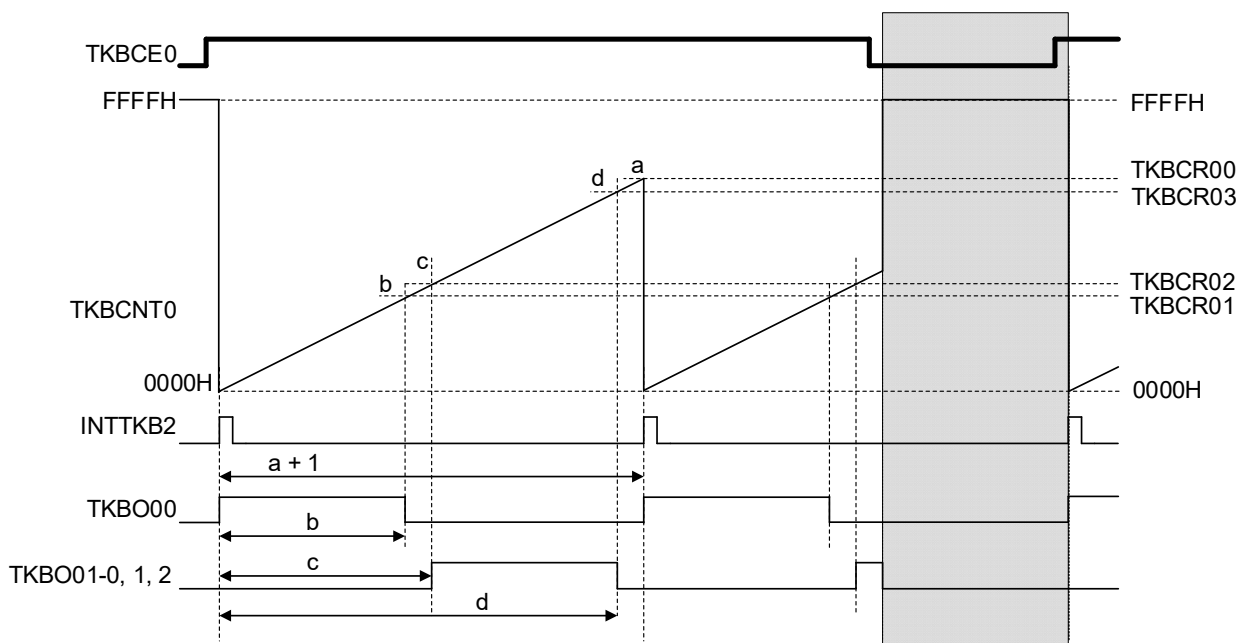 TKBCE0
FFFFH
FFFFH
a
TKBCR00
d
TKBCR03
c
TKBCR02
b
TKBCR01
TKBCNT0
0000H
0000H
INTTKB2
a + 1
TKBO00
b
c
TKBO01-0, 1, 2
d